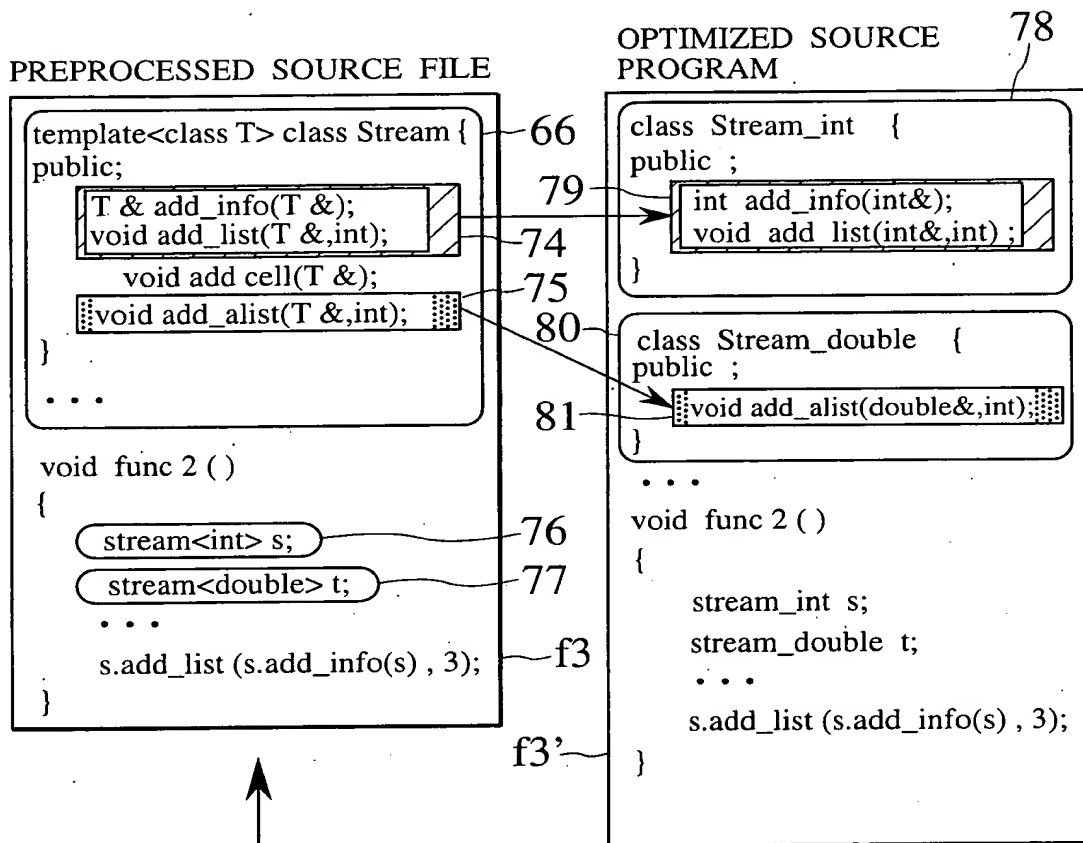 PREPROCESSED SOURCE FILE
template<class T> class Stream {
public;
T & add_info(T &);
void add_list(T &,int);
void add cell(T &);
void add_alist(T &,int);
}
. . .
void func 2 ( )
{
stream<int> s;
stream<double> t;
. . .
s.add_list (s.add_info(s) , 3);
}
66
74
75
76
77
f3
OPTIMIZED SOURCE
PROGRAM
78
class Stream_int {
public ;
79
int add_info(int&);
void add list(int&,int) ;
}
80
class Stream_double {
public ;
81
void add_alist(double&,int);
}
. . .
void func 2 ( )
{
stream_int s;
stream_double t;
. . .
s.add_list (s.add_info(s) , 3);
}
f3’